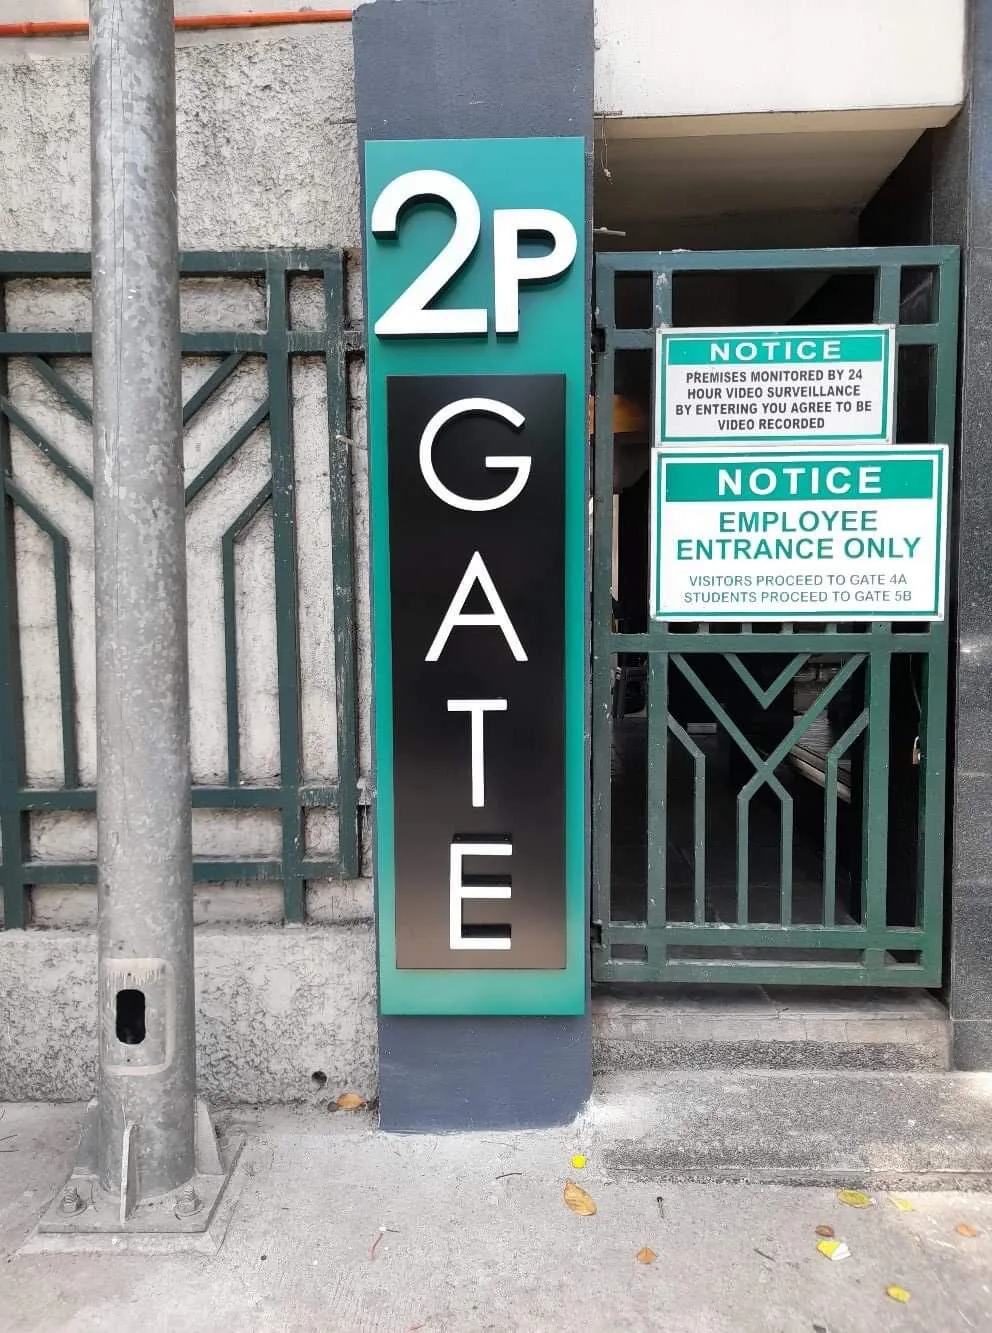 2P
GATE
NOTICE
PREMISES MONITORED BY 24
HOUR VIDEO SURVEILLANCE
BY ENTERING YOU AGREE TO BE
VIDEO RECORDED
NOTICE
EMPLOYEE
ENTRANCE ONLY
VISITORS PROCEED TO GATE 4A
STUDENTS PROCEED TO GATE 5B